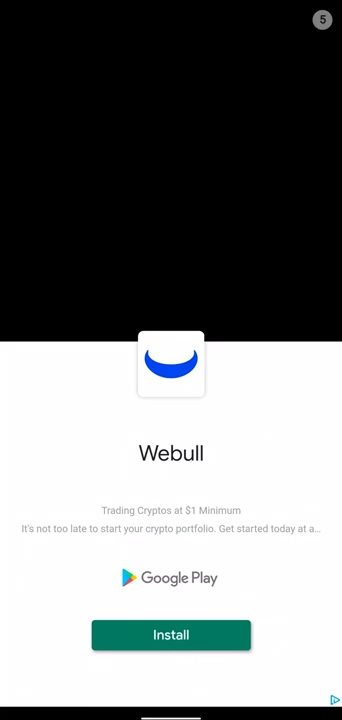 5
Webull
Trading Cryptos at $1 Minimum
It's not too late to start your crypto portfolio. Get started today at a...
Google Play
Install